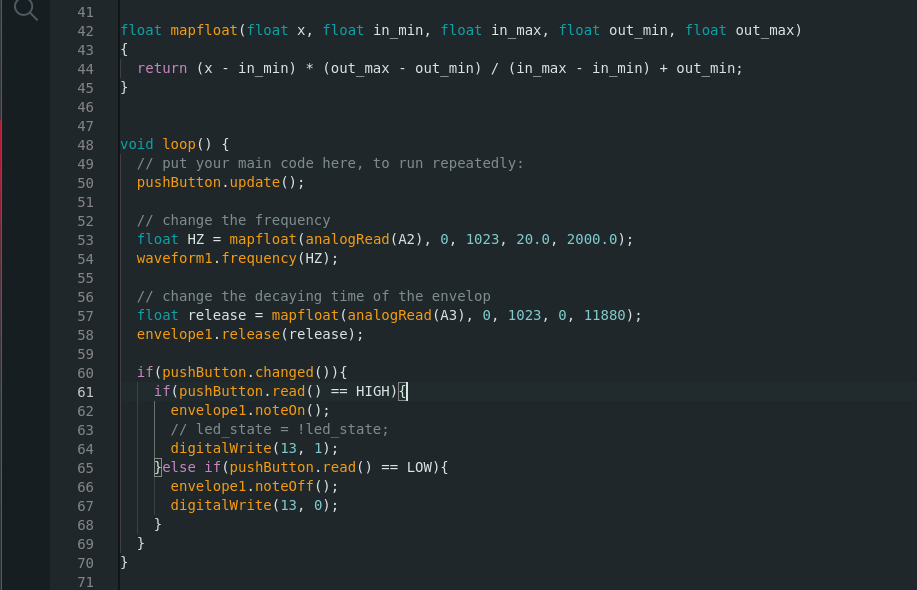 41
42 float mapfloat(float x, float in_min, float in_max, float out_min, float out_max)
43 {
44   return (x - in_min) * (out_max - out_min) / (in_max - in_min) + out_min;
45 }
46
47
48 void loop() {
49   // put your main code here, to run repeatedly:
50   pushButton.update();
51
52   // change the frequency
53   float HZ = mapfloat(analogRead(A2), 0, 1023, 20.0, 2000.0);
54   waveform1.frequency(HZ);
55
56   // change the decaying time of the envelop
57   float release = mapfloat(analogRead(A3), 0, 1023, 0, 11880);
58   envelope1.release(release);
59
60   if(pushButton.changed()){
61     if(pushButton.read() == HIGH){
62       envelope1.noteOn();
63       // led_state = !led_state;
64       digitalWrite(13, 1);
65     }else if(pushButton.read() == LOW){
66       envelope1.noteOff();
67       digitalWrite(13, 0);
68     }
69   }
70 }
71